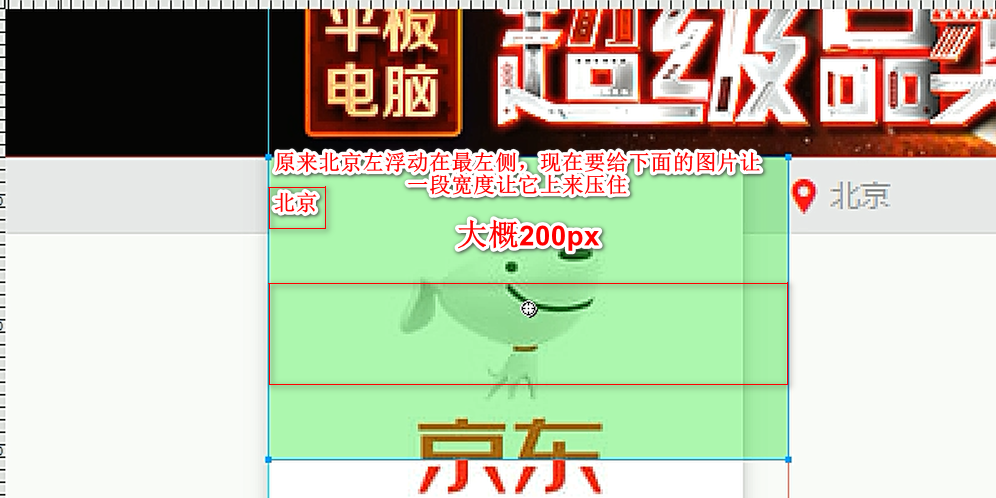 平板
电脑
超级品
原来北京左浮动在最左侧，现在要给下面的图片让
一段宽度让它上来压住
北京
北京
大概200px
京东